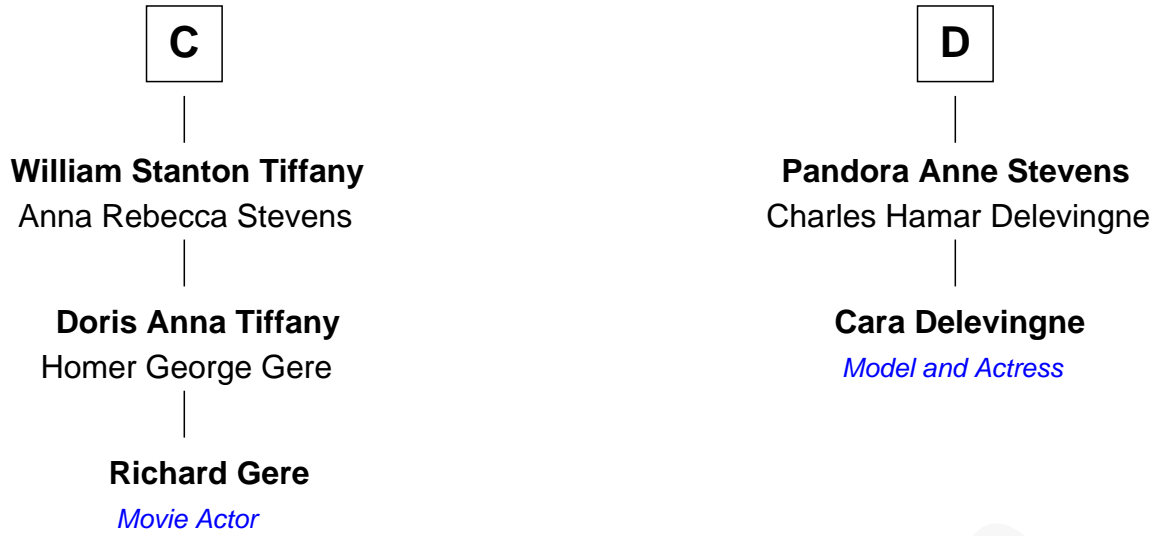 C
William Stanton Tiffany
Anna Rebecca Stevens
Doris Anna Tiffany
Homer George Gere
Richard Gere
Movie Actor
D
Pandora Anne Stevens
Charles Hamar Delevingne
Cara Delevingne
Model and Actress